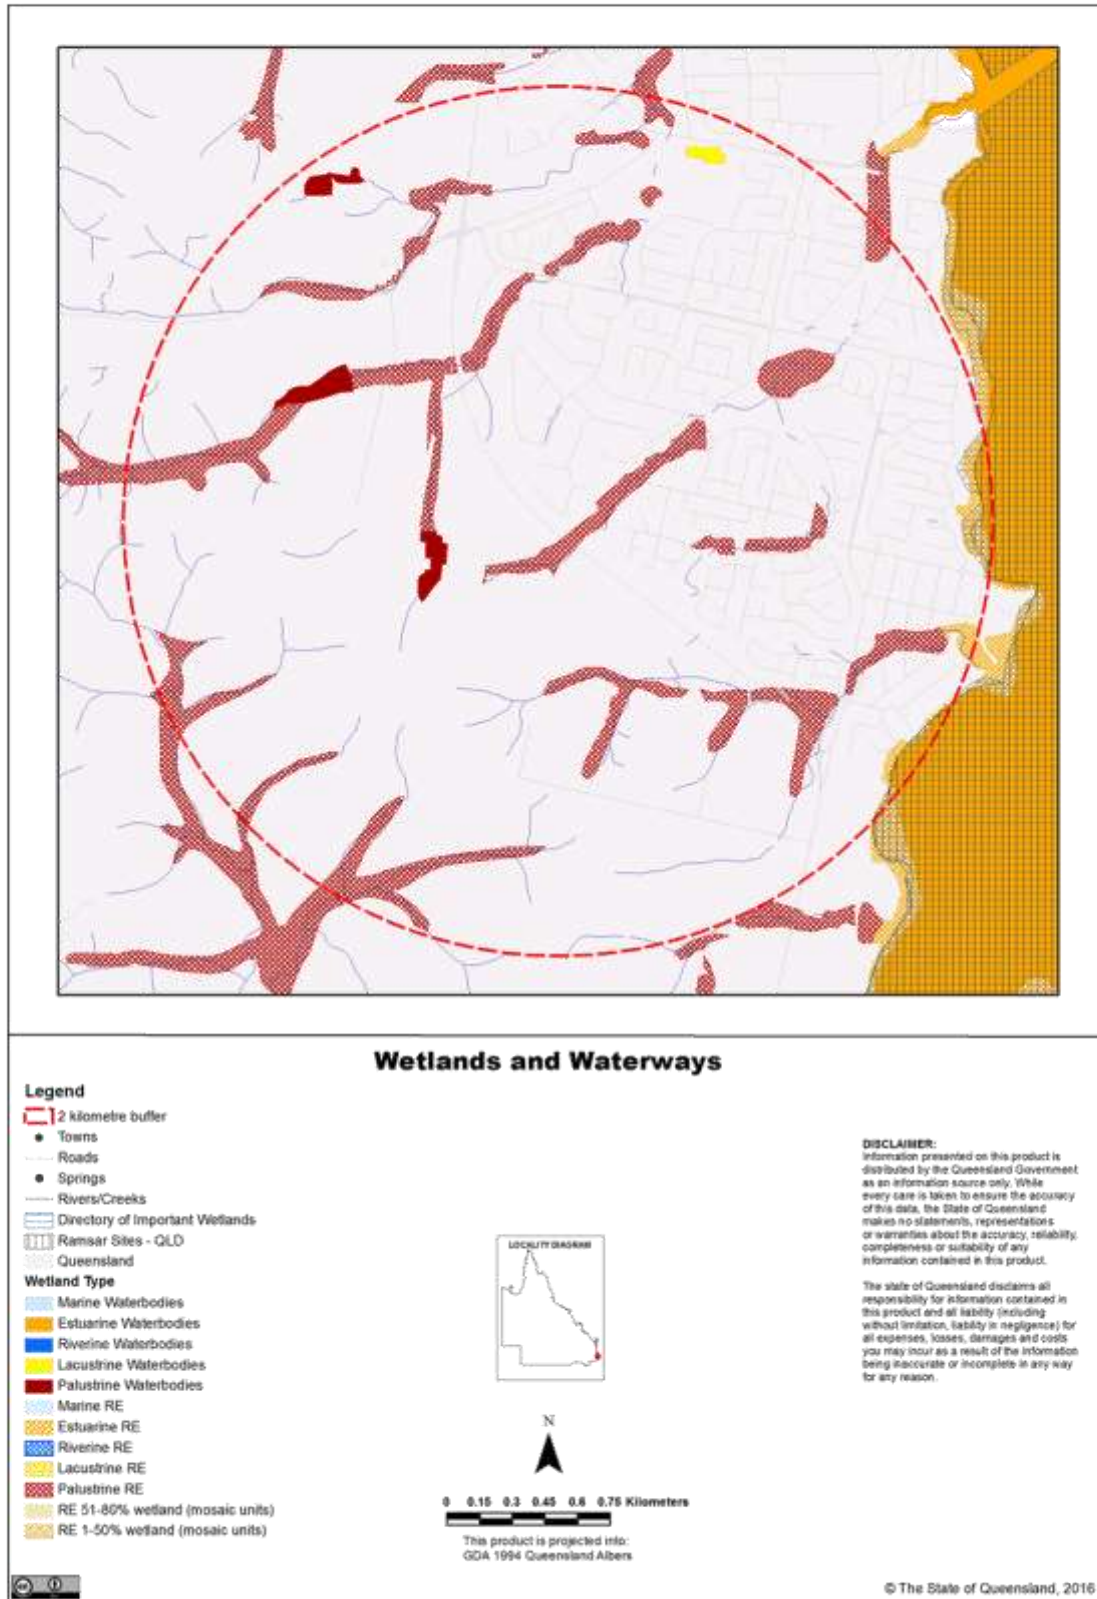 Wetlands and Waterways
Legend
2 kilometre buffer
Towns
Roads
Springs
Rivers/Creeks
Directory of Important Wetlands
Ramsar Sites - QLD
Queensland
Wetland Type
Marine Waterbodies
Estuarine Waterbodies
Riverine Waterbodies
Lacustrine Waterbodies
Palustrine Waterbodies
Marine RE
Estuarine RE
Riverine RE
Lacustrine RE
Palustrine RE
RE 51-80% wetland (mosaic units)
RE 1-50% wetland (mosaic units)
LOCALITY DIAGRAM
N
0 0.15 0.3 0.45 0.6 0.75 Kilometers
This product is projected into:
GDA 1994 Queensland Albers
DISCLAIMER:
Information presented on this product is
distributed by the Queensland Government
as an information source only. While
every care is taken to ensure the accuracy
of this data, the State of Queensland
makes no statements, representations
or warranties about the accuracy, reliability,
completeness or suitability of any
information contained in this product.
The state of Queensland disclaims all
responsibility for information contained in
this product and all liability (including
without limitation, liability in negligence) for
all expenses, losses, damages and costs
you may incur as a result of the information
being inaccurate or incomplete in any way
for any reason.
cc
© The State of Queensland, 2016